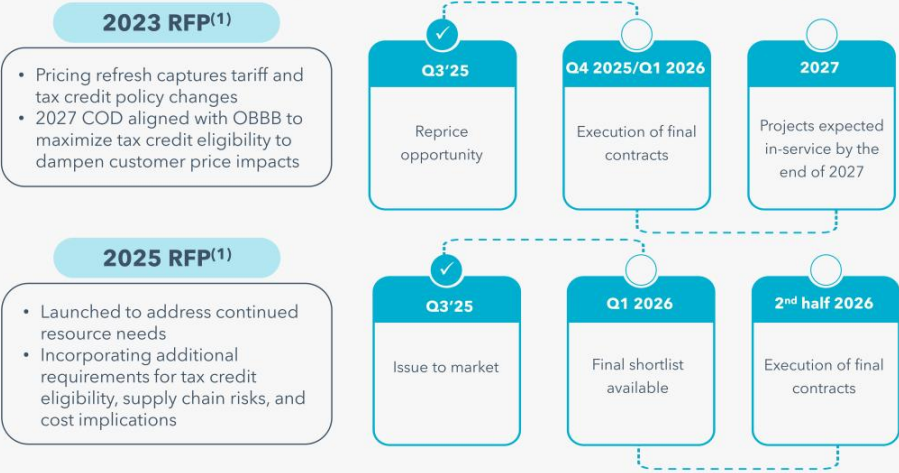 2023 RFP(1)
• Pricing refresh captures tariff and
tax credit policy changes
• 2027 COD aligned with OBBB to
maximize tax credit eligibility to
dampen customer price impacts
✓
Q3’25
Reprice
opportunity
Q4 2025/Q1 2026
Execution of final
contracts
2027
Projects expected
in-service by the
end of 2027
2025 RFP(1)
• Launched to address continued
resource needs
• Incorporating additional
requirements for tax credit
eligibility, supply chain risks, and
cost implications
✓
Q3’25
Issue to market
Q1 2026
Final shortlist
available
2nd half 2026
Execution of final
contracts